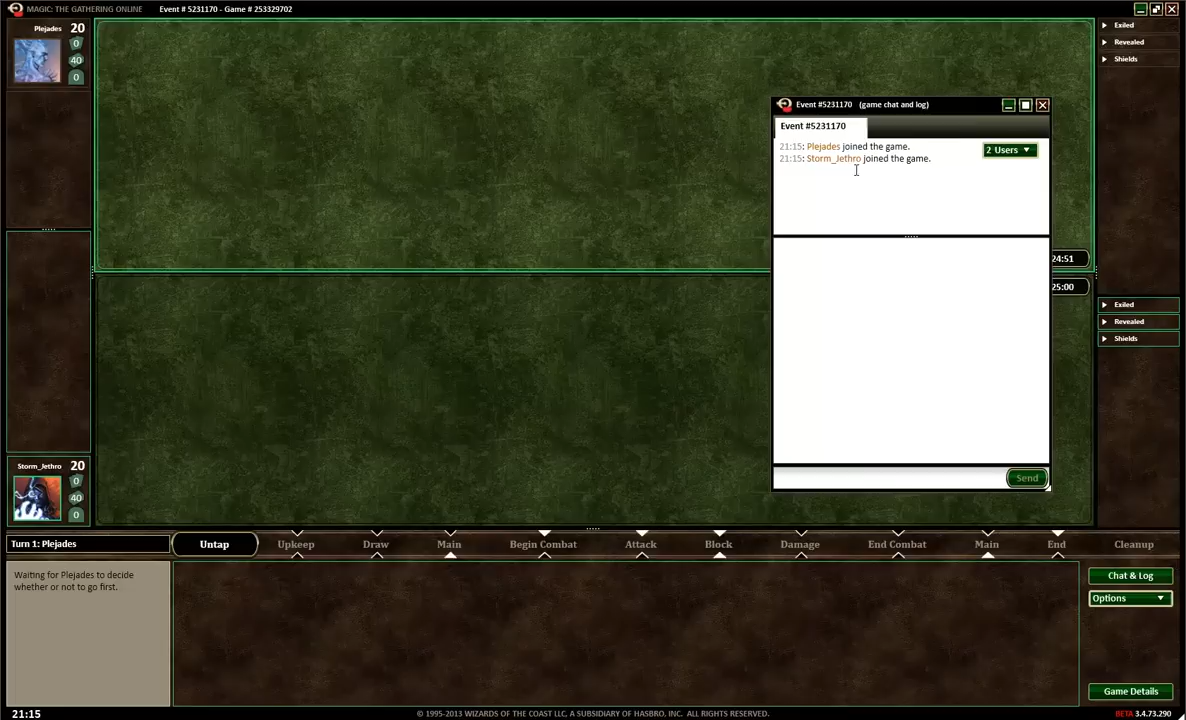 MAGIC: THE GATHERING ONLINE Event # 5231170 - Game # 253329702
Plejades 20
0
40
0
Exiled
Revealed
Shields
Event #5231170 (game chat and log)
Event #5231170
21:15: Plejades joined the game.
2 Users
21:15: Storm_Jethro joined the game.
24:51
25:00
Exiled
Revealed
Shields
Send
Storm_Jethro 20
0
40
0
Turn 1: Plejades
Untap Upkeep Draw Main Begin Combat Attack Block Damage End Combat Main End Cleanup
Waiting for Plejades to decide
whether or not to go first.
Chat & Log
Options
Game Details
21:15
© 1995-2013 WIZARDS OF THE COAST LLC, A SUBSIDIARY OF HASBRO, INC. ALL RIGHTS RESERVED.
BETA 3.4.73.290